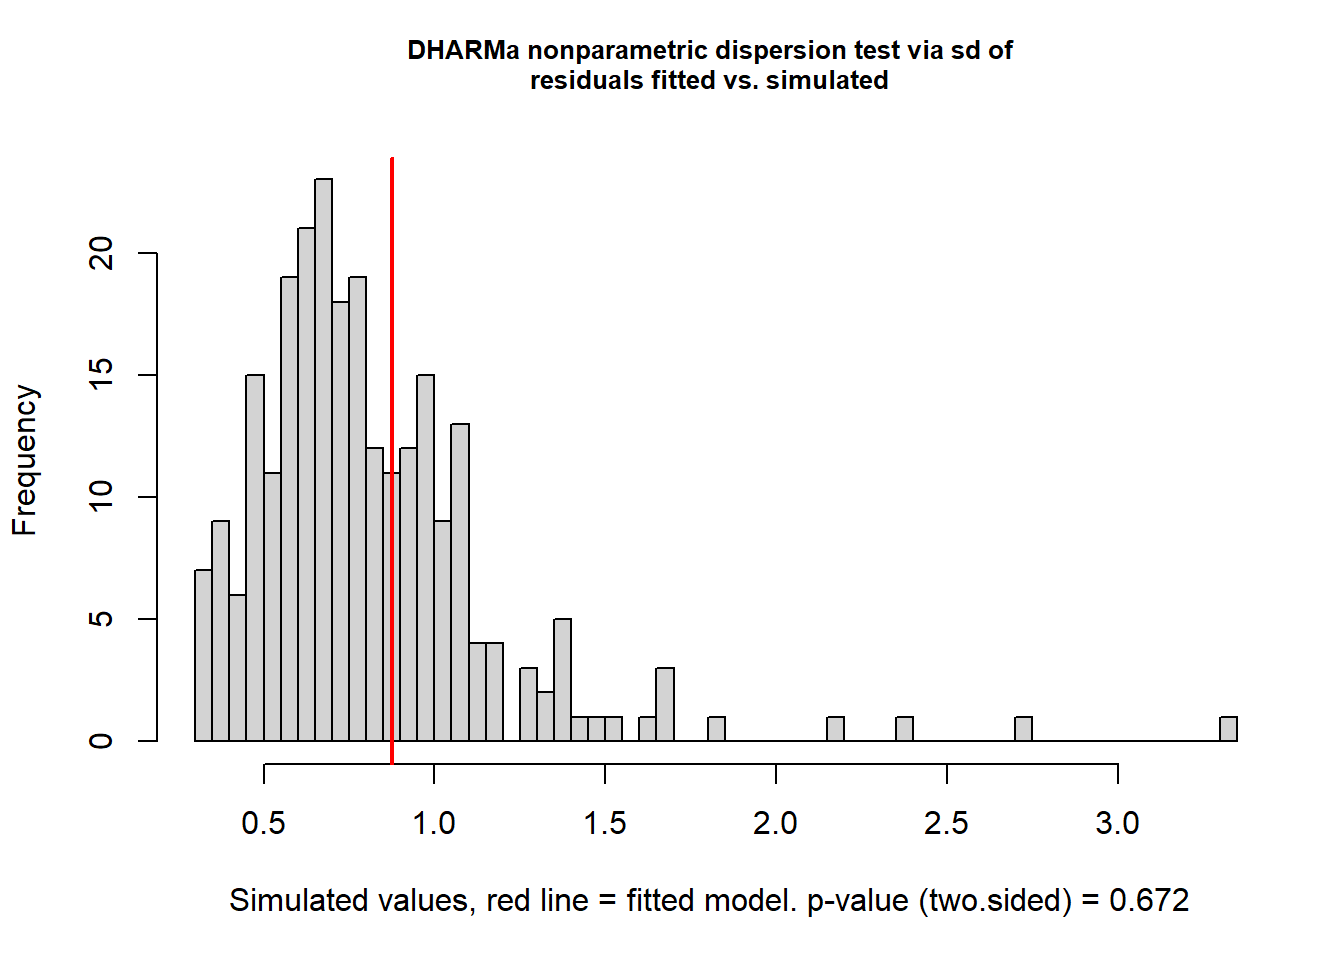 DHARMa nonparametric dispersion test via sd of
residuals fitted vs. simulated
Frequency
20
15
10
5
0
0.5 1.0 1.5 2.0 2.5 3.0
Simulated values, red line = fitted model. p-value (two.sided) = 0.672